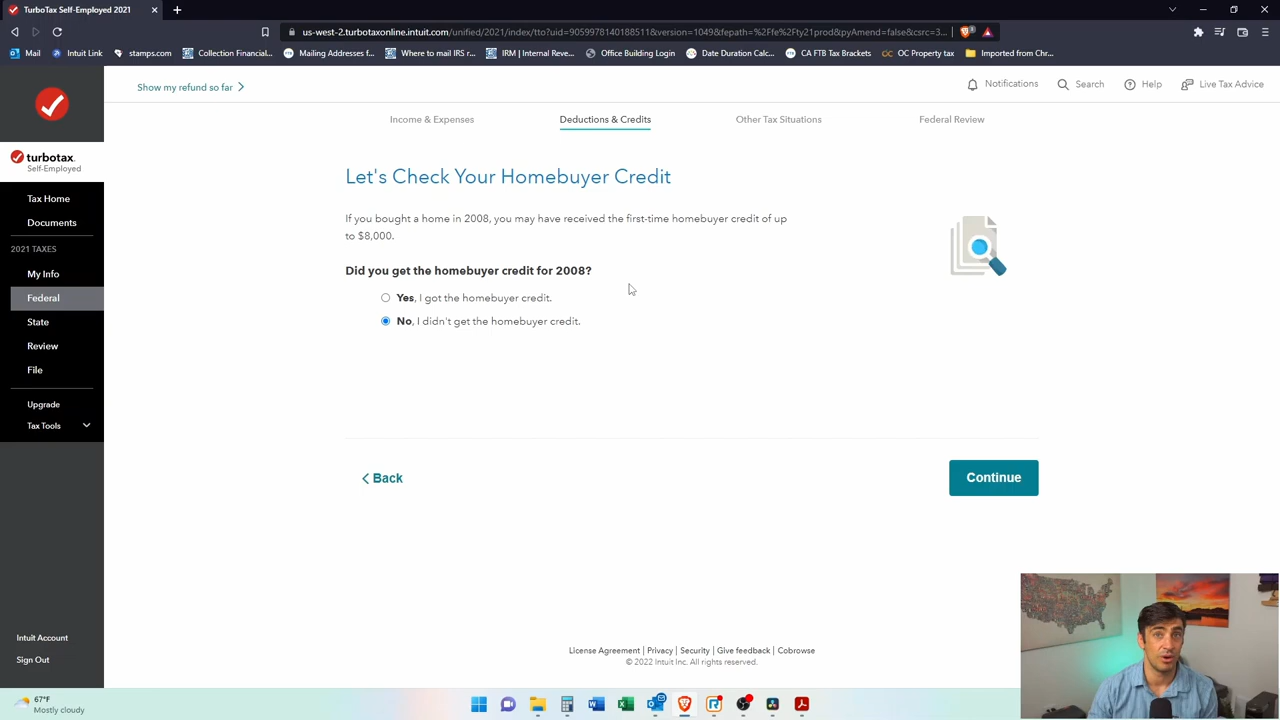 TurboTax Self-Employed 2021
us-west-2.turbotaxonline.intuit.com/unified/2021/index/tto?uid=9059978140188511&version=1049&fepath=%2Ffe%2Fty21prod&pyAmend=false&csrc=3...
Mail
Intuit Link
stamps.com
Collection Financial...
Mailing Addresses f...
Where to mail IRS r...
IRM | Internal Reve...
Office Building Login
Date Duration Calc...
CA FTB Tax Brackets
OC Property tax
Imported from Chr...
Show my refund so far
Notifications
Search
Help
Live Tax Advice
Income & Expenses
Deductions & Credits
Other Tax Situations
Federal Review
turbotax
Self-Employed
Tax Home
Documents
2021 TAXES
My Info
Federal
State
Review
File
Upgrade
Tax Tools
Intuit Account
Sign Out
Let's Check Your Homebuyer Credit
If you bought a home in 2008, you may have received the first-time homebuyer credit of up
to $8,000.
Did you get the homebuyer credit for 2008?
Yes, I got the homebuyer credit.
No, I didn't get the homebuyer credit.
Back
Continue
License Agreement | Privacy | Security | Give feedback | Cobrowse
© 2022 Intuit Inc. All rights reserved.
67°F
Mostly cloudy